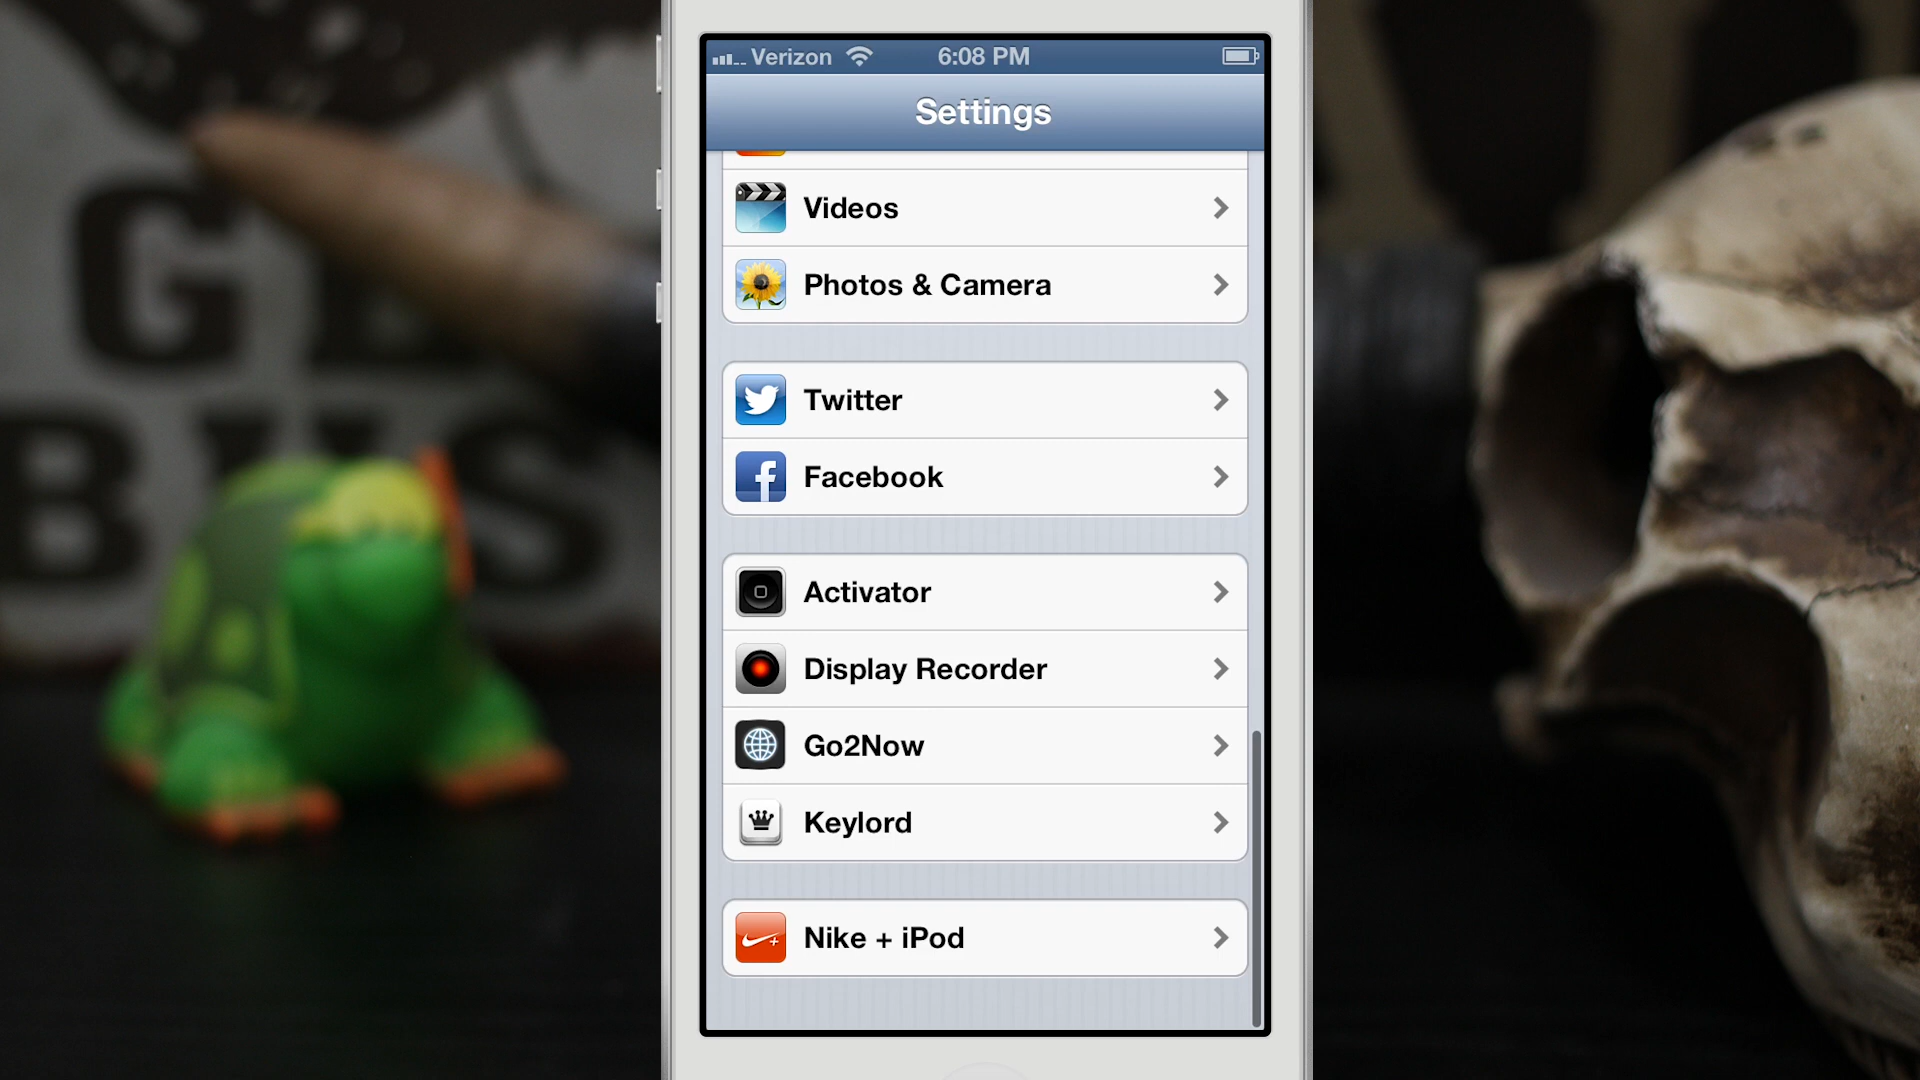 Verizon 6:08 PM
Settings
Videos
Photos & Camera
Twitter
Facebook
Activator
Display Recorder
Go2Now
Keylord
Nike + iPod